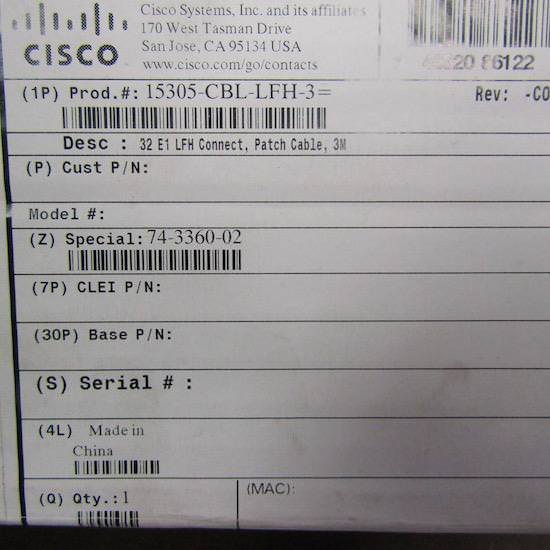 Cisco Systems, Inc. and its affiliates
170 West Tasman Drive
San Jose, CA 95134 USA
www.cisco.com/go/contacts
CISCO
86122
(1P) Prod.#: 15305-CBL-LFH-3=
Rev: -CO
Desc : 32 E1 LFH Connect, Patch Cable, 3M
(P) Cust P/N:
Model #:
(Z) Special: 74-3360-02
(7P) CLEI P/N:
(30P) Base P/N:
(S) Serial # :
(4L) Made in
China
(Q) Qty.: 1
(MAC):